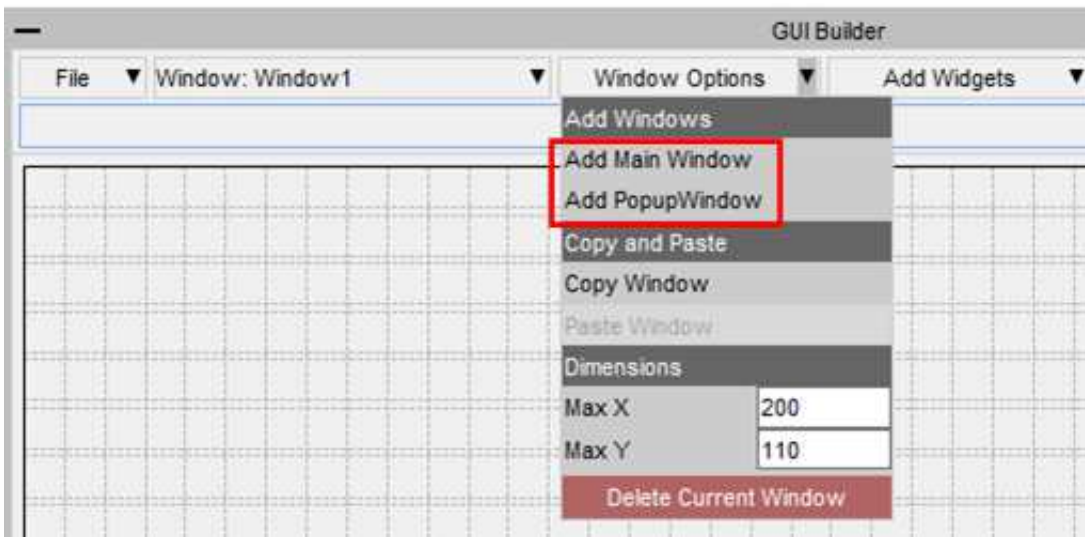 GUI Builder
File Window: Window1 Window Options Add Widgets
Add Windows
Add Main Window
Add PopupWindow
Copy and Paste
Copy Window
Paste Window
Dimensions
Max X 200
Max Y 110
Delete Current Window